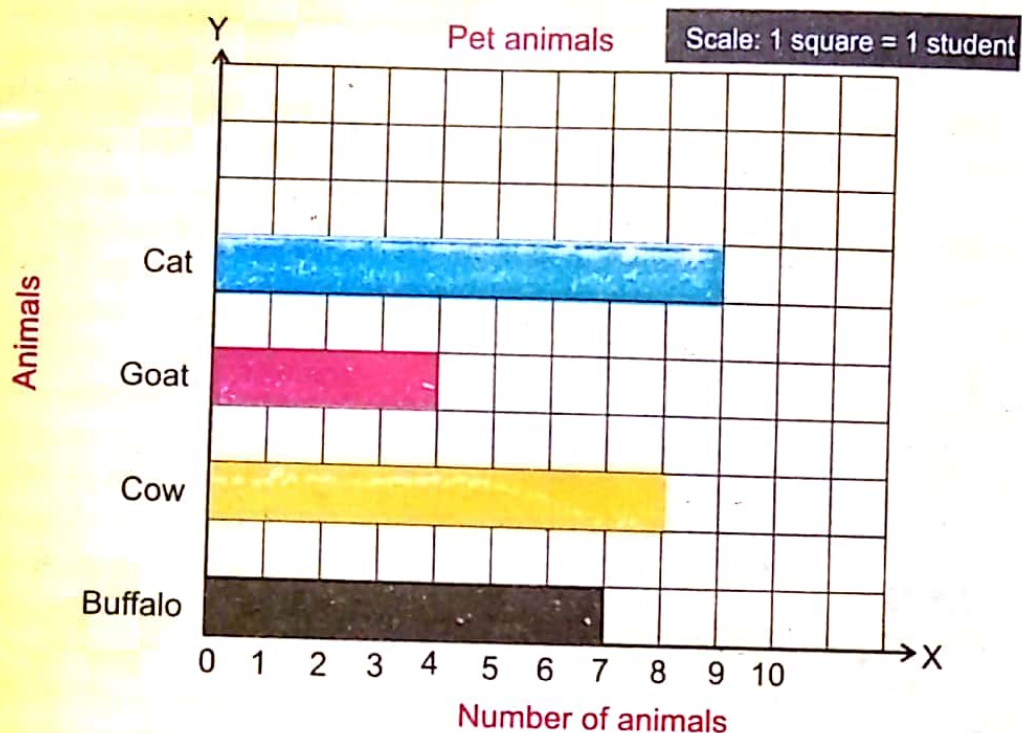 Pet animals
Scale: 1 square = 1 student
Y
Animals
Cat
Goat
Cow
Buffalo
0 1 2 3 4 5 6 7 8 9 10
X
Number of animals